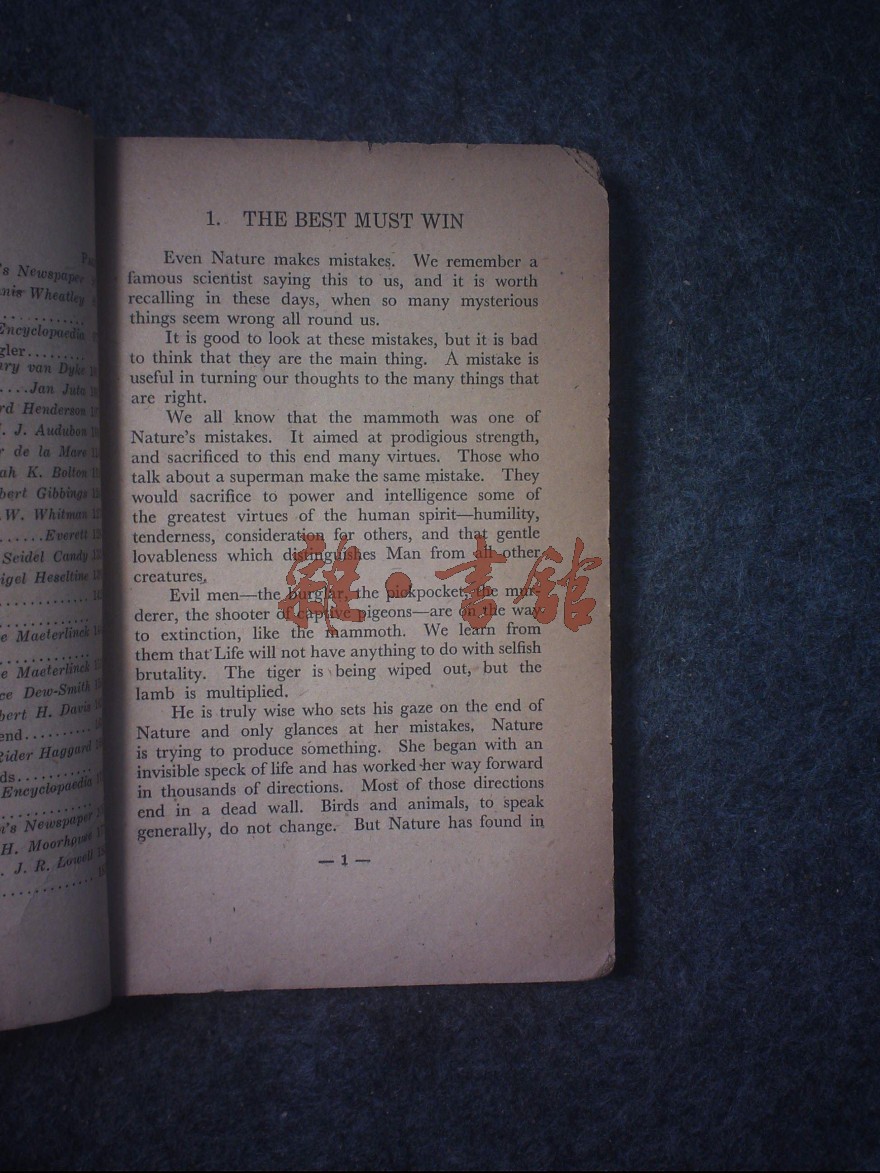 's Newspaper
nis Wheatley
Encyclopaedia
gler........
nry van Dyke
....Jan Juta
rd Henderson
J. J. Audubon
r de la Mare
ah K. Bolton
bert Gibbings
.W. Whitman
......Everett
Seidel Candy
igel Heseltine
e Maeterlinck
e Maeterlinck
ce Dew-Smith
bert H. Davis
end.........
Rider Haggard
ds..........
Encyclopaedia
n's Newspaper
H. Moorhouse
. J. R. Lowell
1. THE BEST MUST WIN
Even Nature makes mistakes. We remember a
famous scientist saying this to us, and it is worth
recalling in these days, when so many mysterious
things seem wrong all round us.
It is good to look at these mistakes, but it is bad
to think that they are the main thing. A mistake is
useful in turning our thoughts to the many things that
are right.
We all know that the mammoth was one of
Nature's mistakes. It aimed at prodigious strength,
and sacrificed to this end many virtues. Those who
talk about a superman make the same mistake. They
would sacrifice to power and intelligence some of
the greatest virtues of the human spirit—humility,
tenderness, consideration for others, and that gentle
lovableness which distinguishes Man from all other
creatures.
Evil men—the burglar, the pickpocket, the mur-
derer, the shooter of captive pigeons—are on the way
to extinction, like the mammoth. We learn from
them that Life will not have anything to do with selfish
brutality. The tiger is being wiped out, but the
lamb is multiplied.
He is truly wise who sets his gaze on the end of
Nature and only glances at her mistakes. Nature
is trying to produce something. She began with an
invisible speck of life and has worked her way forward
in thousands of directions. Most of those directions
end in a dead wall. Birds and animals, to speak
generally, do not change. But Nature has found in
— 1 —
雜·書館